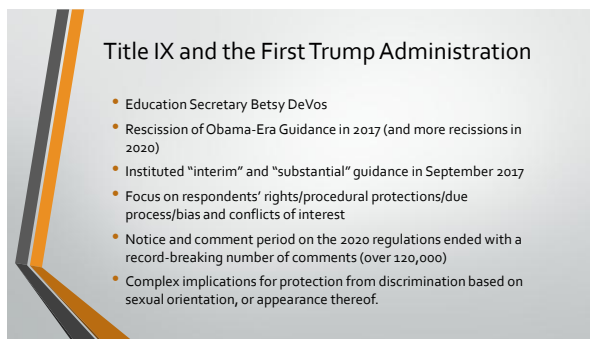 Title IX and the First Trump Administration
• Education Secretary Betsy DeVos
• Rescission of Obama-Era Guidance in 2017 (and more recissions in
2020)
• Instituted “interim” and “substantial” guidance in September 2017
• Focus on respondents’ rights/procedural protections/due
process/bias and conflicts of interest
• Notice and comment period on the 2020 regulations ended with a
record-breaking number of comments (over 120,000)
• Complex implications for protection from discrimination based on
sexual orientation, or appearance thereof.